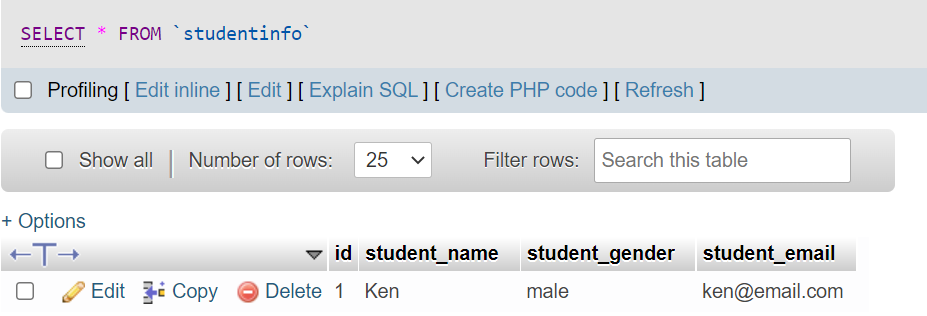 SELECT * FROM `studentinfo`
Profiling [ Edit inline ] [ Edit ] [ Explain SQL ] [ Create PHP code ] [ Refresh ]
Show all Number of rows: 25 Filter rows: Search this table
+ Options
id student_name student_gender student_email
Edit Copy Delete 1 Ken male ken@email.com